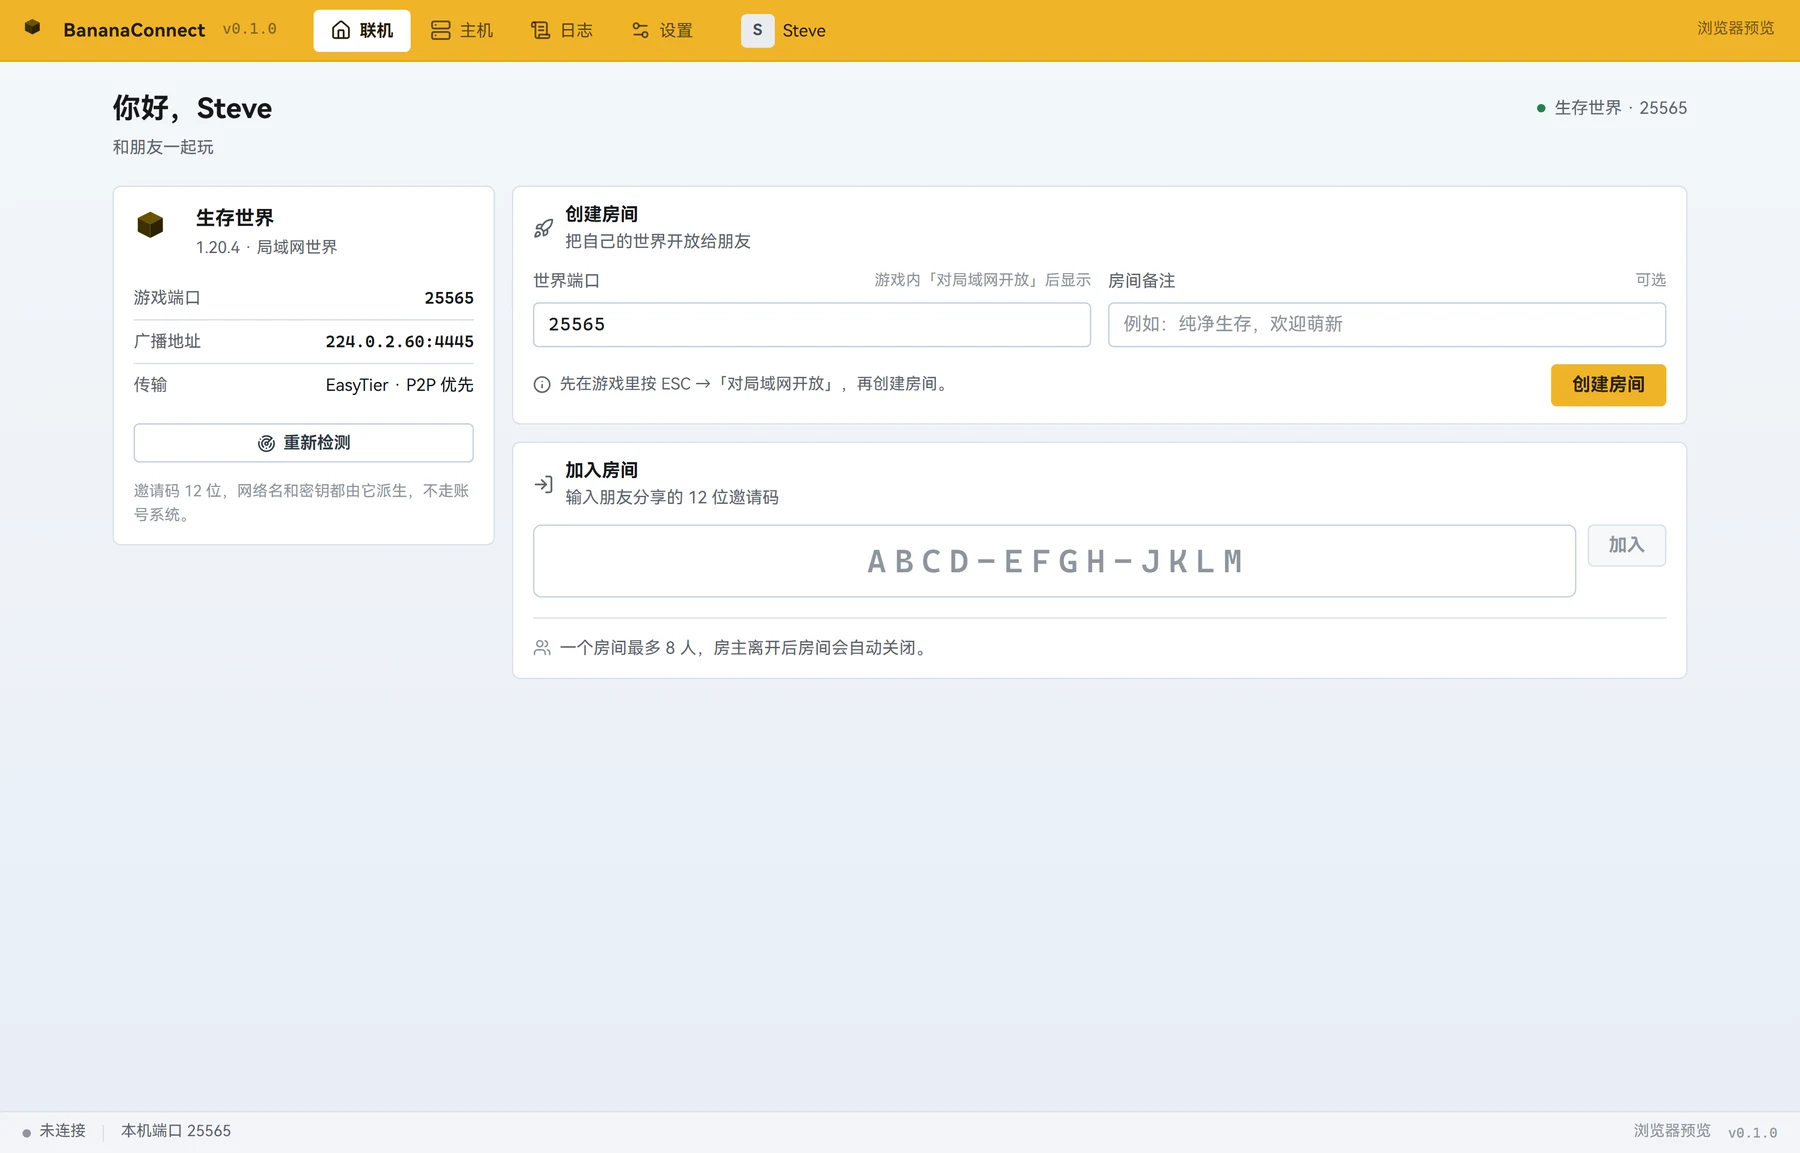 BananaConnect v0.1.0 联机 主机 日志 设置 S Steve 浏览器预览
你好，Steve
生存世界 · 25565
和朋友一起玩
生存世界
1.20.4 · 局域网世界
游戏端口 25565
广播地址 224.0.2.60:4445
传输 EasyTier · P2P 优先
重新检测
邀请码 12 位，网络名和密钥都由它派生，不走账
号系统。
创建房间
把自己的世界开放给朋友
世界端口 游戏内「对局域网开放」后显示
25565
房间备注 可选
例如：纯净生存，欢迎萌新
先在游戏里按 ESC →「对局域网开放」，再创建房间。
创建房间
加入房间
输入朋友分享的 12 位邀请码
ABCD-EFGH-JKLM
加入
一个房间最多 8 人，房主离开后房间会自动关闭。
未连接 本机端口 25565 浏览器预览 v0.1.0